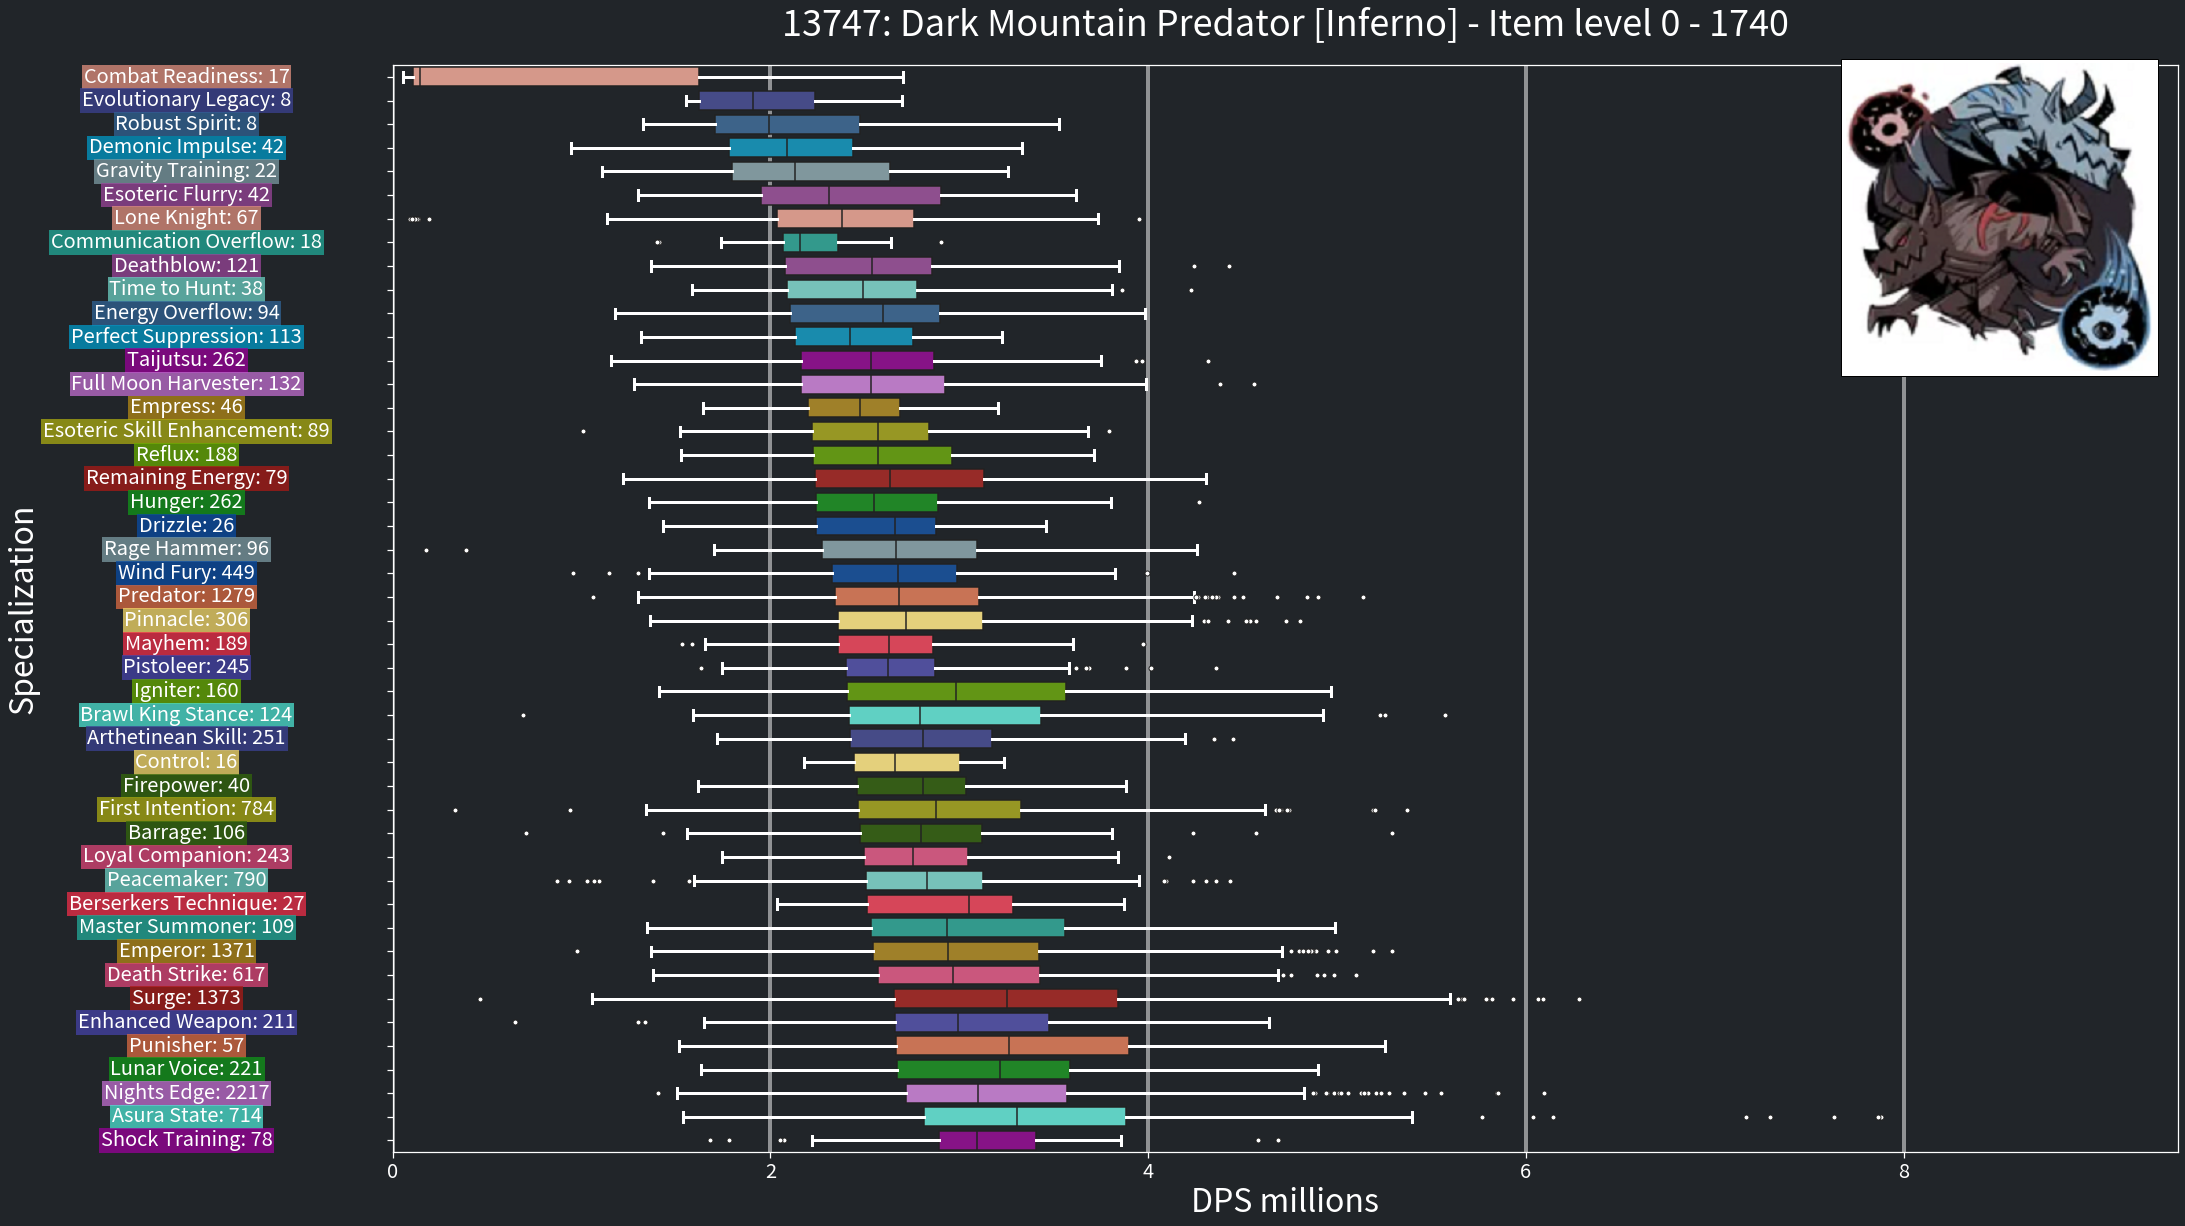 13747: Dark Mountain Predator [Inferno] - Item level 0 - 1740
Combat Readiness: 17
Evolutionary Legacy: 8
Robust Spirit: 8
Demonic Impulse: 42
Gravity Training: 22
Esoteric Flurry: 42
Lone Knight: 67
Communication Overflow: 18
Deathblow: 121
Time to Hunt: 38
Energy Overflow: 94
Perfect Suppression: 113
Taijutsu: 262
Full Moon Harvester: 132
Empress: 46
Esoteric Skill Enhancement: 89
Reflux: 188
Remaining Energy: 79
Hunger: 262
Drizzle: 26
Rage Hammer: 96
Wind Fury: 449
Predator: 1279
Pinnacle: 306
Mayhem: 189
Pistoleer: 245
Igniter: 160
Brawl King Stance: 124
Arthetinean Skill: 251
Control: 16
Firepower: 40
First Intention: 784
Barrage: 106
Loyal Companion: 243
Peacemaker: 790
Berserkers Technique: 27
Master Summoner: 109
Emperor: 1371
Death Strike: 617
Surge: 1373
Enhanced Weapon: 211
Punisher: 57
Lunar Voice: 221
Nights Edge: 2217
Asura State: 714
Shock Training: 78
Specialization
0 2 4 6 8
DPS millions